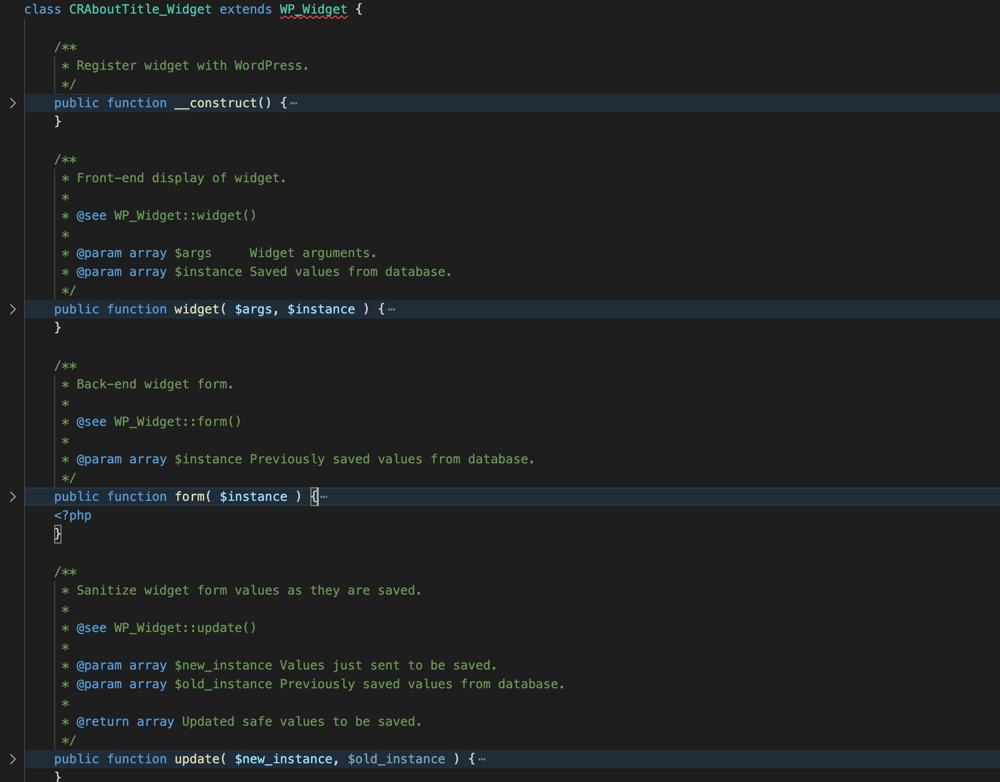 class CRAboutTitle_Widget extends WP_Widget {
/**
* Register widget with WordPress.
*/
public function __construct() {⋯
}
/**
* Front-end display of widget.
*
* @see WP_Widget::widget()
*
* @param array $args     Widget arguments.
* @param array $instance Saved values from database.
*/
public function widget( $args, $instance ) {⋯
}
/**
* Back-end widget form.
*
* @see WP_Widget::form()
*
* @param array $instance Previously saved values from database.
*/
public function form( $instance ) {⋯
<?php
}
/**
* Sanitize widget form values as they are saved.
*
* @see WP_Widget::update()
*
* @param array $new_instance Values just sent to be saved.
* @param array $old_instance Previously saved values from database.
*
* @return array Updated safe values to be saved.
*/
public function update( $new_instance, $old_instance ) {⋯
}